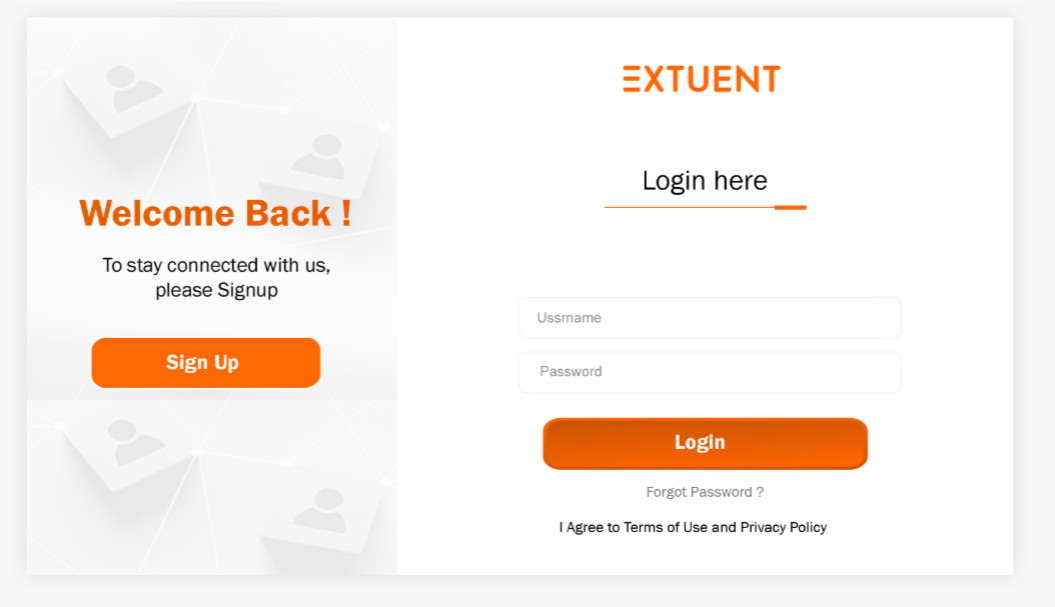 Welcome Back !
To stay connected with us,
please Signup
Sign Up
EXTUENT
Login here
Ussrname
Password
Login
Forgot Password ?
I Agree to Terms of Use and Privacy Policy